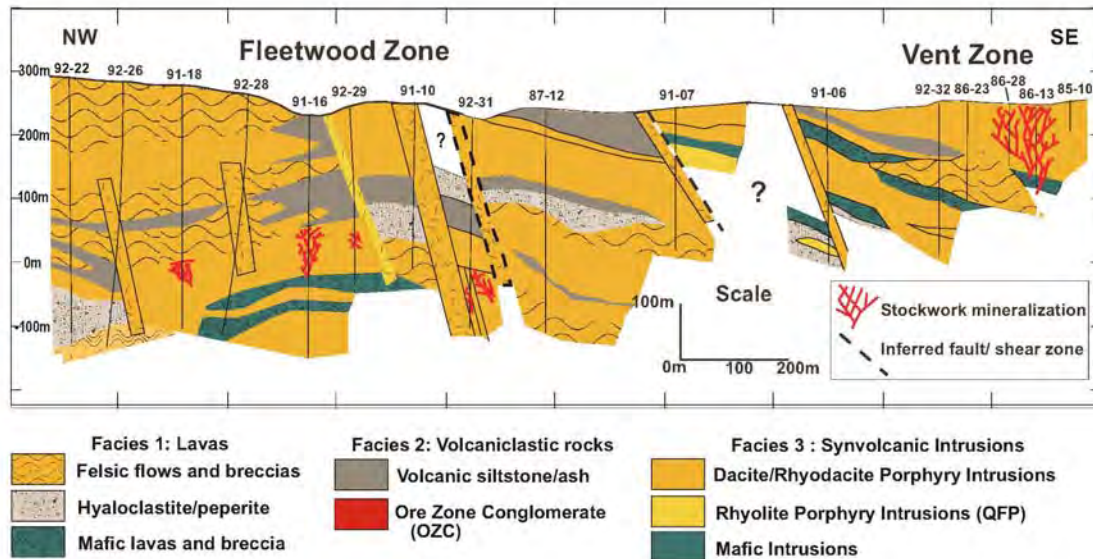 NW
Fleetwood Zone
Vent Zone
SE
92-22
92-26
91-18
92-28
91-16
92-29
91-10
92-31
87-12
91-07
91-06
92-32
86-23
86-28
86-13
85-10
300m
200m
100m
0m
-100m
?
?
100m
Scale
0m 100 200m
Stockwork mineralization
Inferred fault/ shear zone
Facies 1: Lavas
Felsic flows and breccias
Hyaloclastite/peperite
Mafic lavas and breccia
Facies 2: Volcaniclastic rocks
Volcanic siltstone/ash
Ore Zone Conglomerate
(OZC)
Facies 3 : Synvolcanic Intrusions
Dacite/Rhyodacite Porphyry Intrusions
Rhyolite Porphyry Intrusions (QFP)
Mafic Intrusions